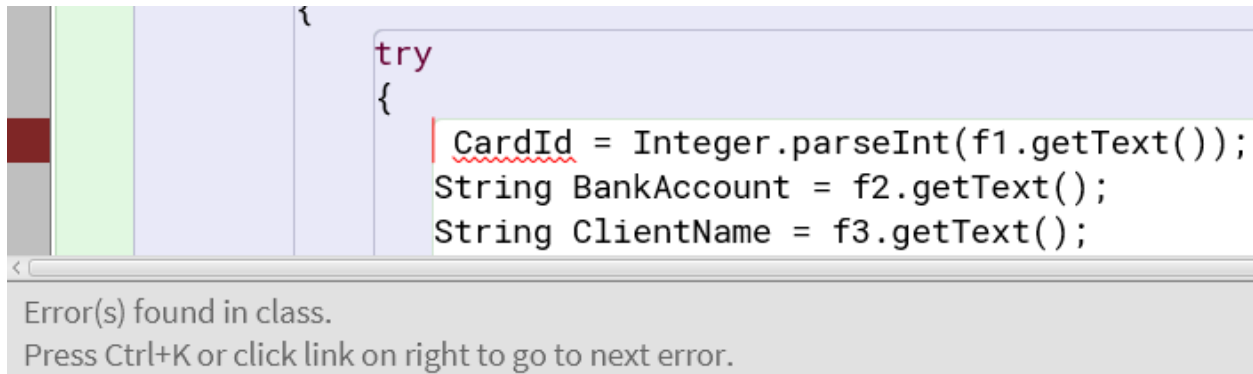 {
try
{
CardId = Integer.parseInt(f1.getText());
String BankAccount = f2.getText();
String ClientName = f3.getText();
Error(s) found in class.
Press Ctrl+K or click link on right to go to next error.